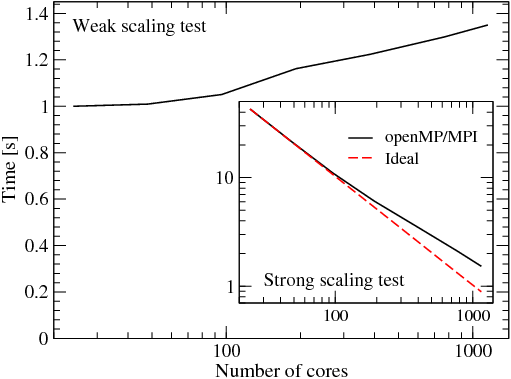 1.4
Weak scaling test
1.2
1
openMP/MPI
Ideal
0.8
Time [s]
10
0.6
0.4
Strong scaling test
1
0.2
100
1000
0
100
1000
Number of cores